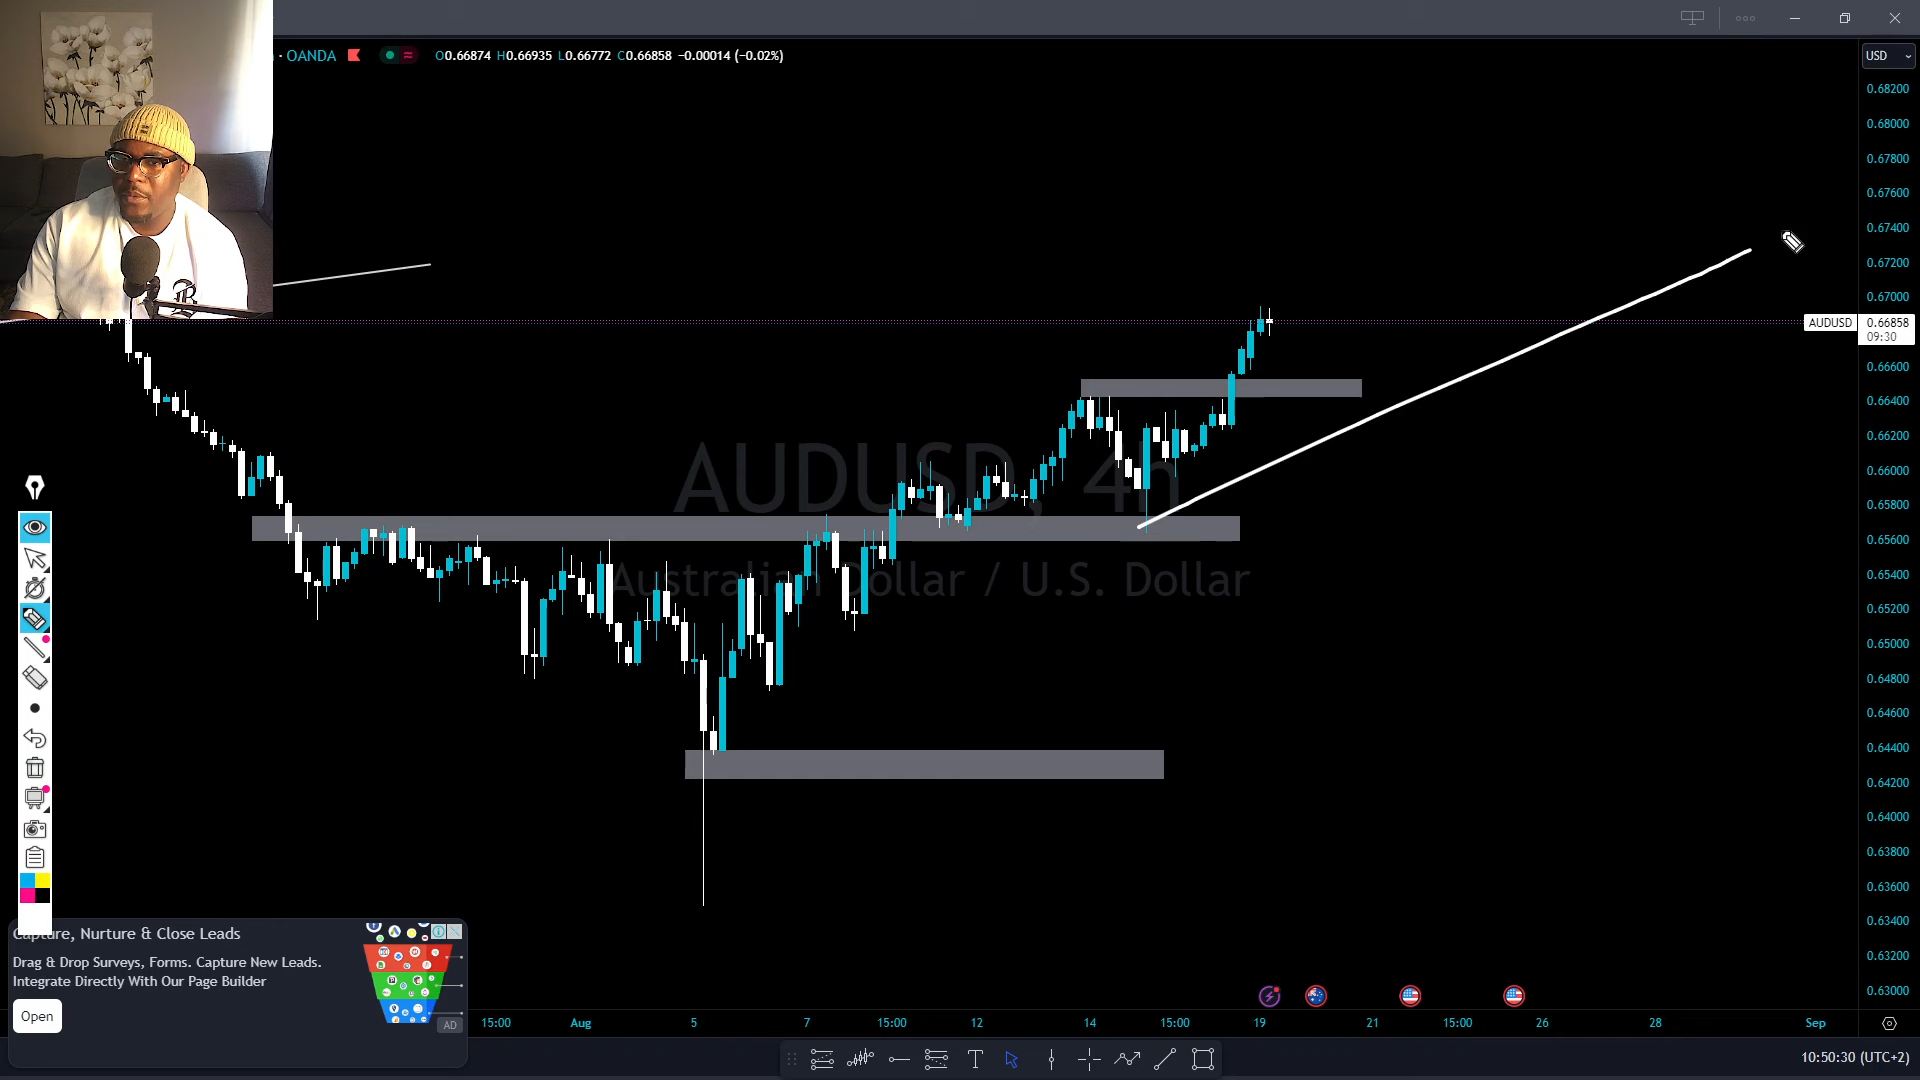 · OANDA O0.66874 H0.66935 L0.66772 C0.66858 −0.00014 (−0.02%)
USD
0.68200
0.68000
0.67800
0.67600
0.67400
0.67200
0.67000
AUDUSD 0.66858
09:30
0.66600
0.66400
0.66200
0.66000
0.65800
0.65600
0.65400
0.65200
0.65000
0.64800
0.64600
0.64400
0.64200
0.64000
0.63800
0.63600
0.63400
0.63200
0.63000
AUDUSD, 4h
Australian Dollar / U.S. Dollar
Capture, Nurture & Close Leads
Drag & Drop Surveys, Forms. Capture New Leads.
Integrate Directly With Our Page Builder
Open
AD
15:00 Aug 5 7 15:00 12 14 15:00 19 21 15:00 26 28 Sep
10:50:30 (UTC+2)